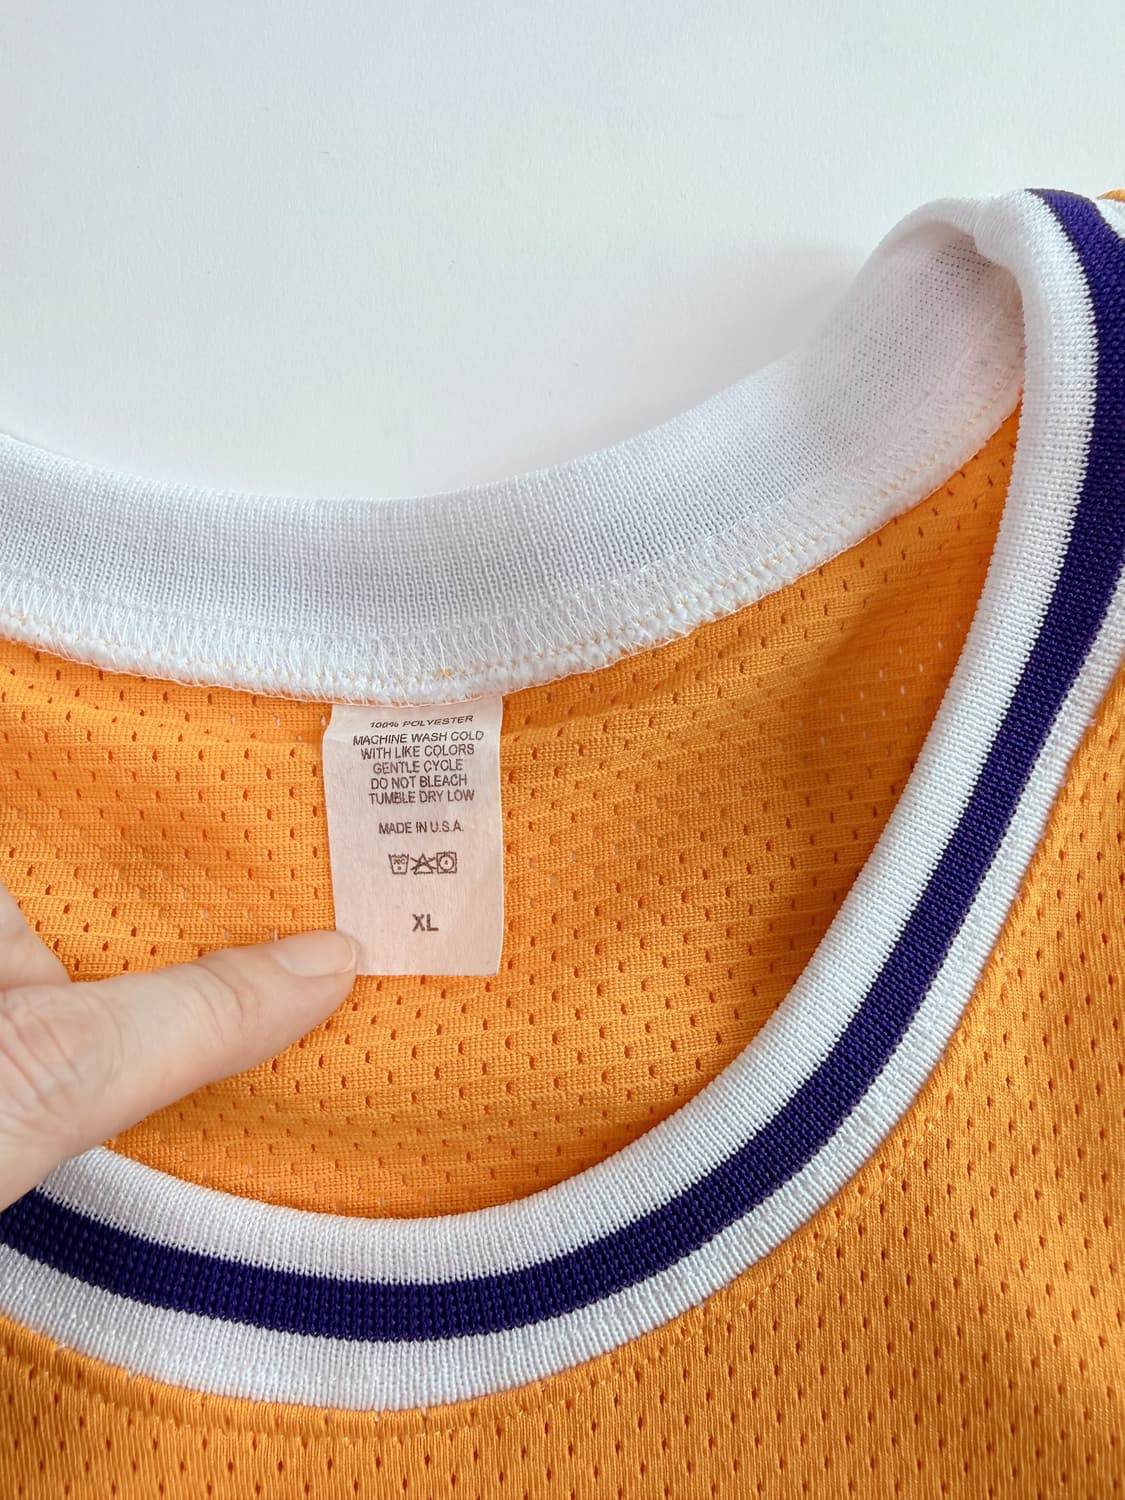 100% POLYESTER
MACHINE WASH COLD
WITH LIKE COLORS
GENTLE CYCLE
DO NOT BLEACH
TUMBLE DRY LOW
MADE IN U.S.A.
XL